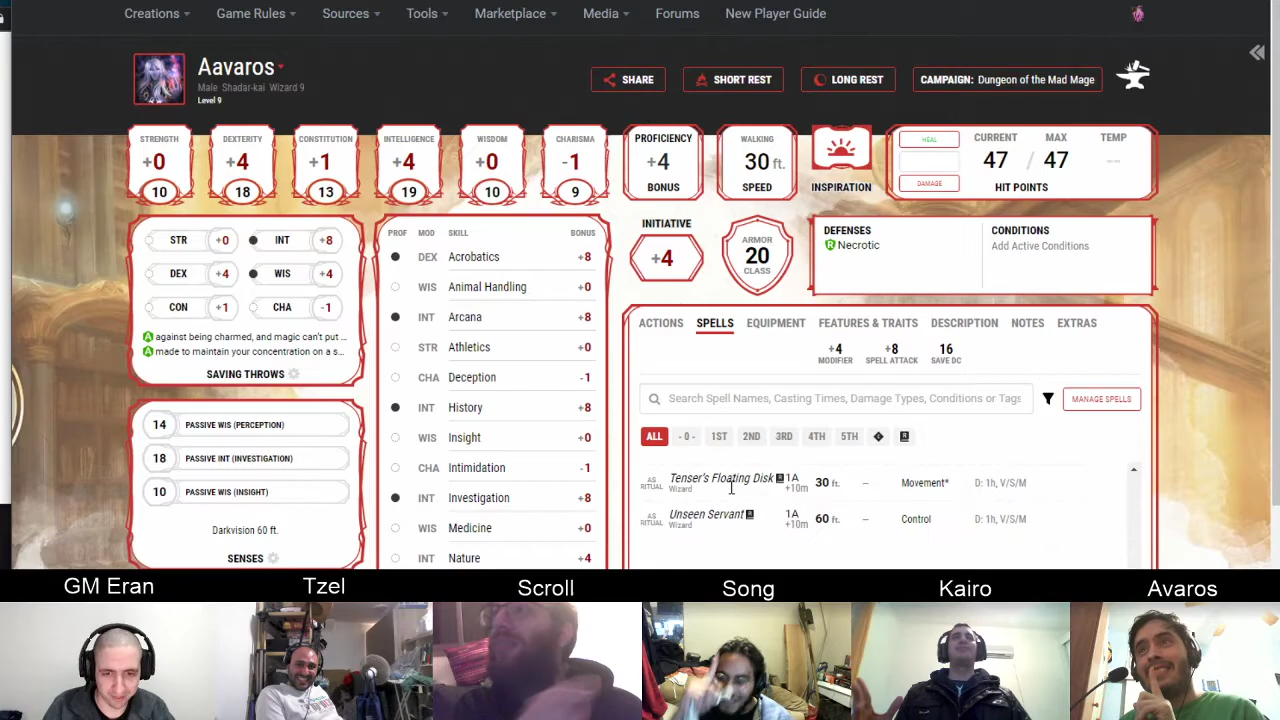 Creations Game Rules Sources Tools Marketplace Media Forums New Player Guide
Aavaros
Male Shadar-kai Wizard 9
Level 9
SHARE SHORT REST LONG REST CAMPAIGN: Dungeon of the Mad Mage
STRENGTH +0 10
DEXTERITY +4 18
CONSTITUTION +1 13
INTELLIGENCE +4 19
WISDOM +0 10
CHARISMA -1 9
PROFICIENCY +4 BONUS
WALKING 30 ft. SPEED
INSPIRATION
HEAL
DAMAGE
CURRENT MAX TEMP
47 / 47 --
HIT POINTS
STR +0 INT +8
DEX +4 WIS +4
CON +1 CHA -1
against being charmed, and magic can't put ...
made to maintain your concentration on a s...
SAVING THROWS
14 PASSIVE WIS (PERCEPTION)
18 PASSIVE INT (INVESTIGATION)
10 PASSIVE WIS (INSIGHT)
Darkvision 60 ft.
SENSES
PROF MOD SKILL BONUS
DEX Acrobatics +8
WIS Animal Handling +0
INT Arcana +8
STR Athletics +0
CHA Deception -1
INT History +8
WIS Insight +0
CHA Intimidation -1
INT Investigation +8
WIS Medicine +0
INT Nature +4
INITIATIVE
+4
ARMOR
20
CLASS
DEFENSES
Necrotic
CONDITIONS
Add Active Conditions
ACTIONS SPELLS EQUIPMENT FEATURES & TRAITS DESCRIPTION NOTES EXTRAS
+4 +8 16
MODIFIER SPELL ATTACK SAVE DC
Search Spell Names, Casting Times, Damage Types, Conditions or Tags
MANAGE SPELLS
ALL - 0 - 1ST 2ND 3RD 4TH 5TH
AS RITUAL Tenser's Floating Disk 1A 30 ft. – Movement* D: 1h, V/S/M
Wizard +10m
AS RITUAL Unseen Servant 1A 60 ft. – Control D: 1h, V/S/M
Wizard +10m
GM Eran Tzel Scroll Song Kairo Avaros